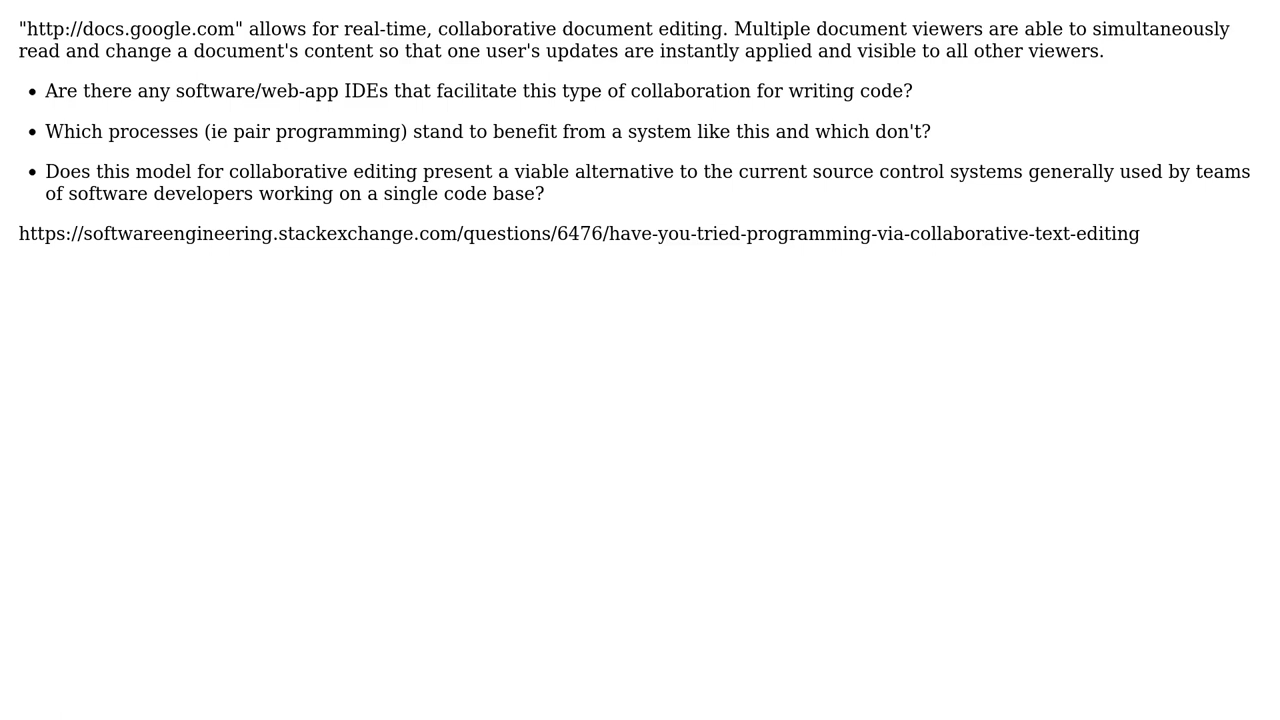 "http://docs.google.com" allows for real-time, collaborative document editing. Multiple document viewers are able to simultaneously
read and change a document's content so that one user's updates are instantly applied and visible to all other viewers.
• Are there any software/web-app IDEs that facilitate this type of collaboration for writing code?
• Which processes (ie pair programming) stand to benefit from a system like this and which don't?
• Does this model for collaborative editing present a viable alternative to the current source control systems generally used by teams
of software developers working on a single code base?
https://softwareengineering.stackexchange.com/questions/6476/have-you-tried-programming-via-collaborative-text-editing